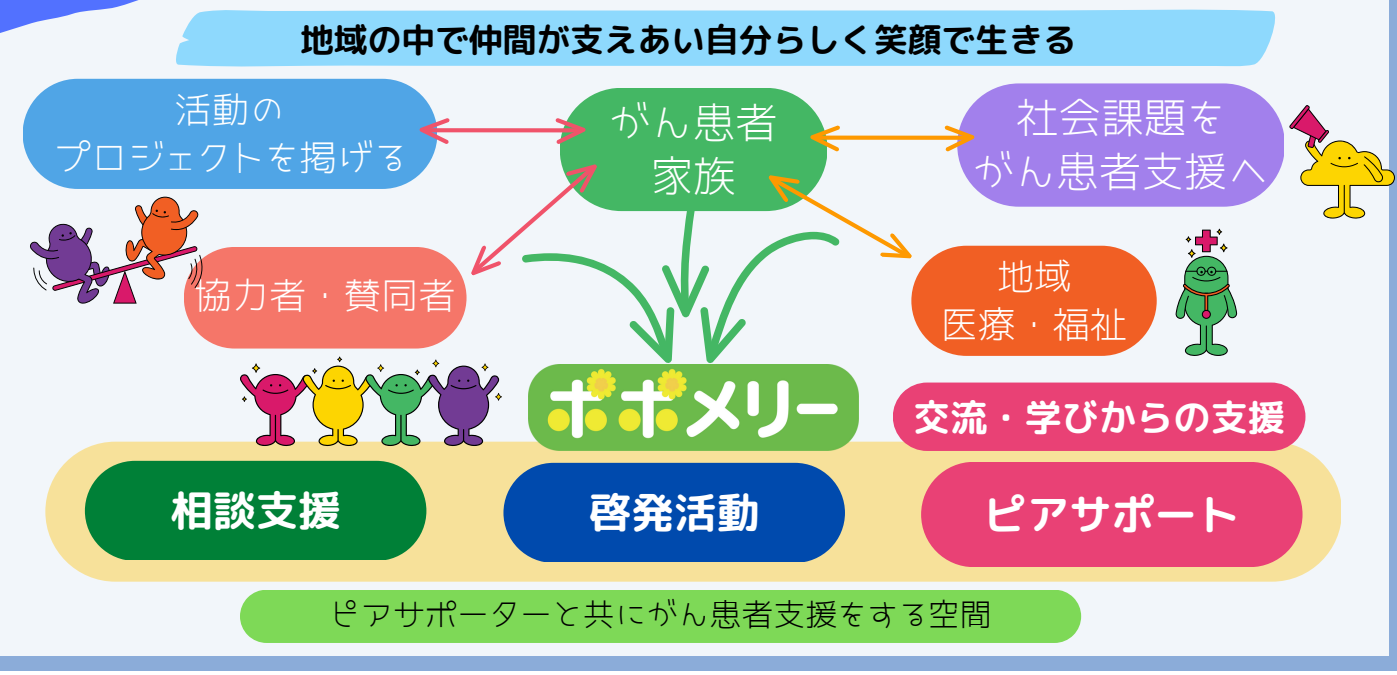 地域の中で仲間が支えあい自分らしく笑顔で生きる
活動の
プロジェクトを掲げる
がん患者
家族
社会課題を
がん患者支援へ
協力者・賛同者
地域
医療・福祉
ポポメリー
交流・学びからの支援
相談支援
啓発活動
ピアサポート
ピアサポーターと共にがん患者支援をする空間